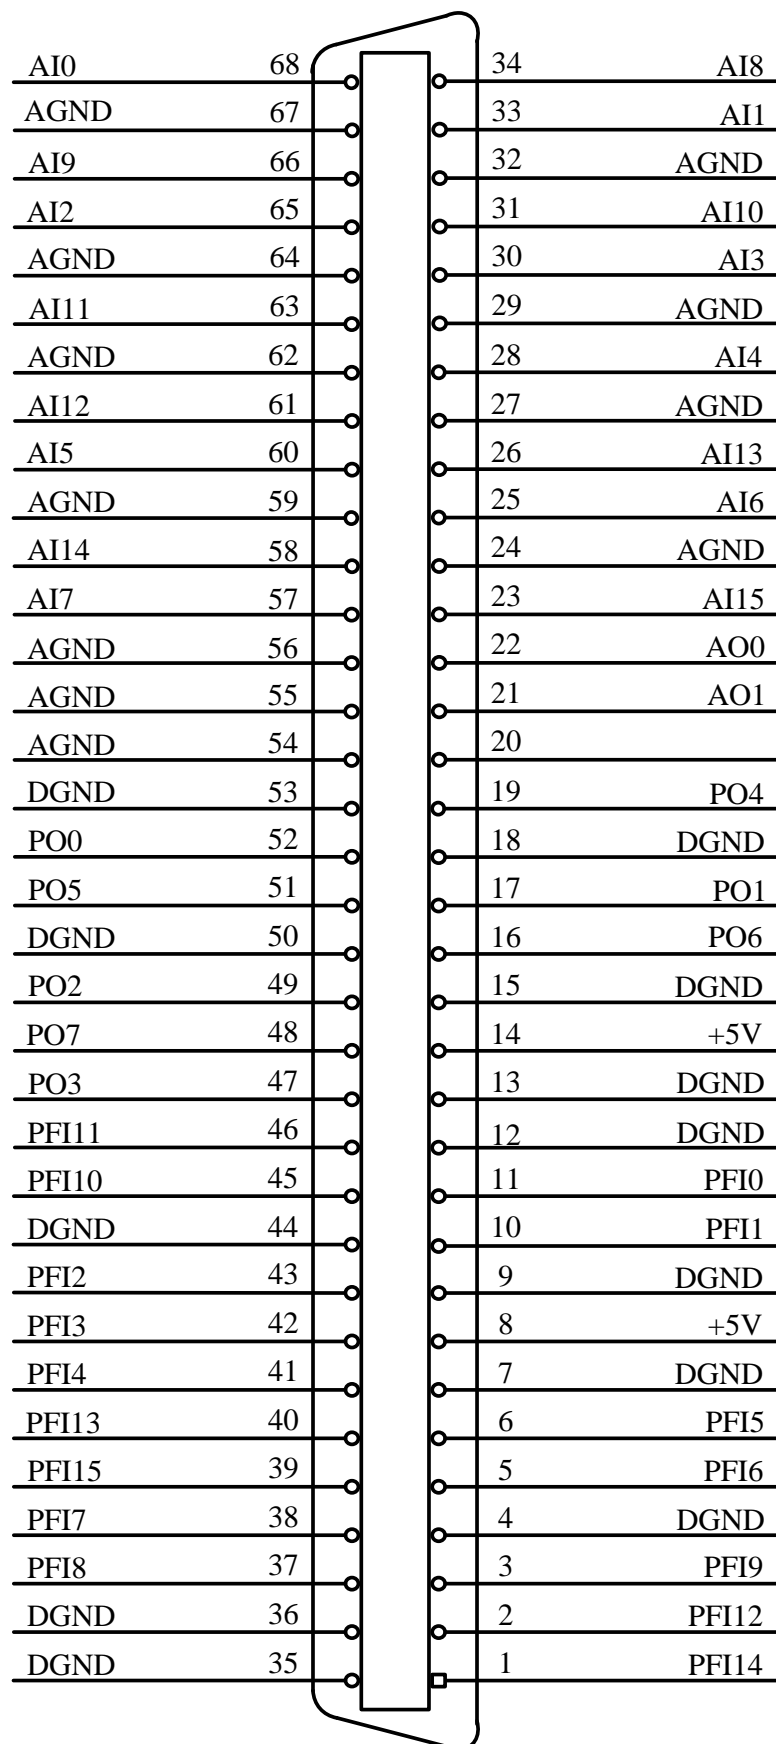 AI0 68 34 AI8
AGND 67 33 AI1
AI9 66 32 AGND
AI2 65 31 AI10
AGND 64 30 AI3
AI11 63 29 AGND
AGND 62 28 AI4
AI12 61 27 AGND
AI5 60 26 AI13
AGND 59 25 AI6
AI14 58 24 AGND
AI7 57 23 AI15
AGND 56 22 AO0
AGND 55 21 AO1
AGND 54 20
DGND 53 19 PO4
PO0 52 18 DGND
PO5 51 17 PO1
DGND 50 16 PO6
PO2 49 15 DGND
PO7 48 14 +5V
PO3 47 13 DGND
PFI11 46 12 DGND
PFI10 45 11 PFI0
DGND 44 10 PFI1
PFI2 43 9 DGND
PFI3 42 8 +5V
PFI4 41 7 DGND
PFI13 40 6 PFI5
PFI15 39 5 PFI6
PFI7 38 4 DGND
PFI8 37 3 PFI9
DGND 36 2 PFI12
DGND 35 1 PFI14